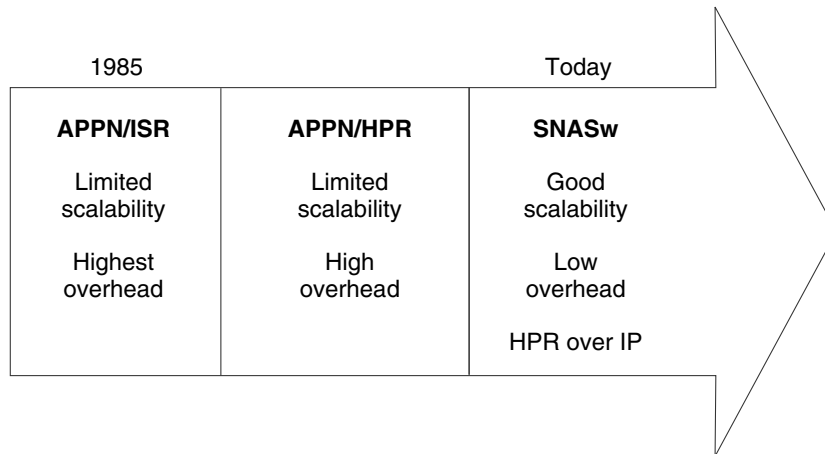 1985
Today
APPN/ISR
Limited
scalability
Highest
overhead
APPN/HPR
Limited
scalability
High
overhead
SNASw
Good
scalability
Low
overhead
HPR over IP